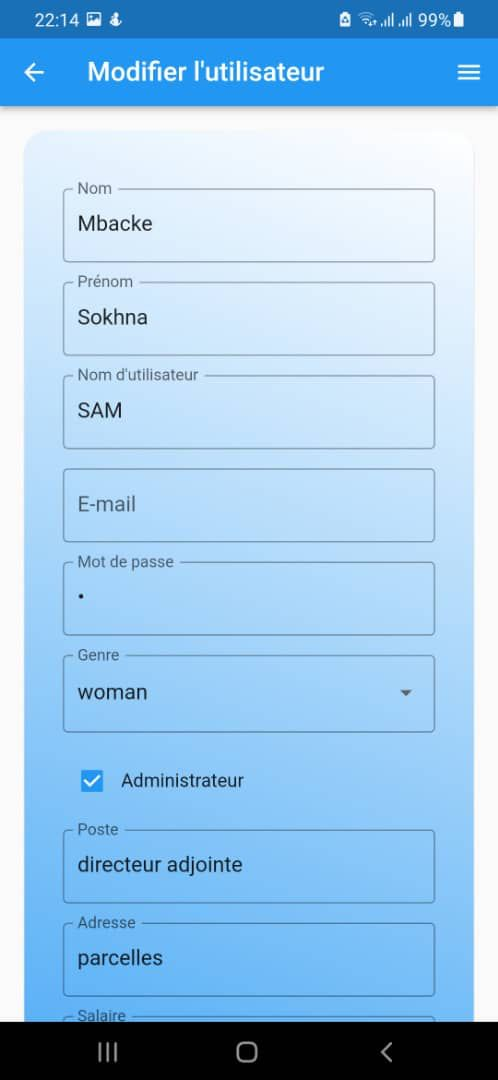 22:14 99%
Modifier l'utilisateur
Nom
Mbacke
Prénom
Sokhna
Nom d'utilisateur
SAM
E-mail
Mot de passe
•
Genre
woman
Administrateur
Poste
directeur adjointe
Adresse
parcelles
Salaire